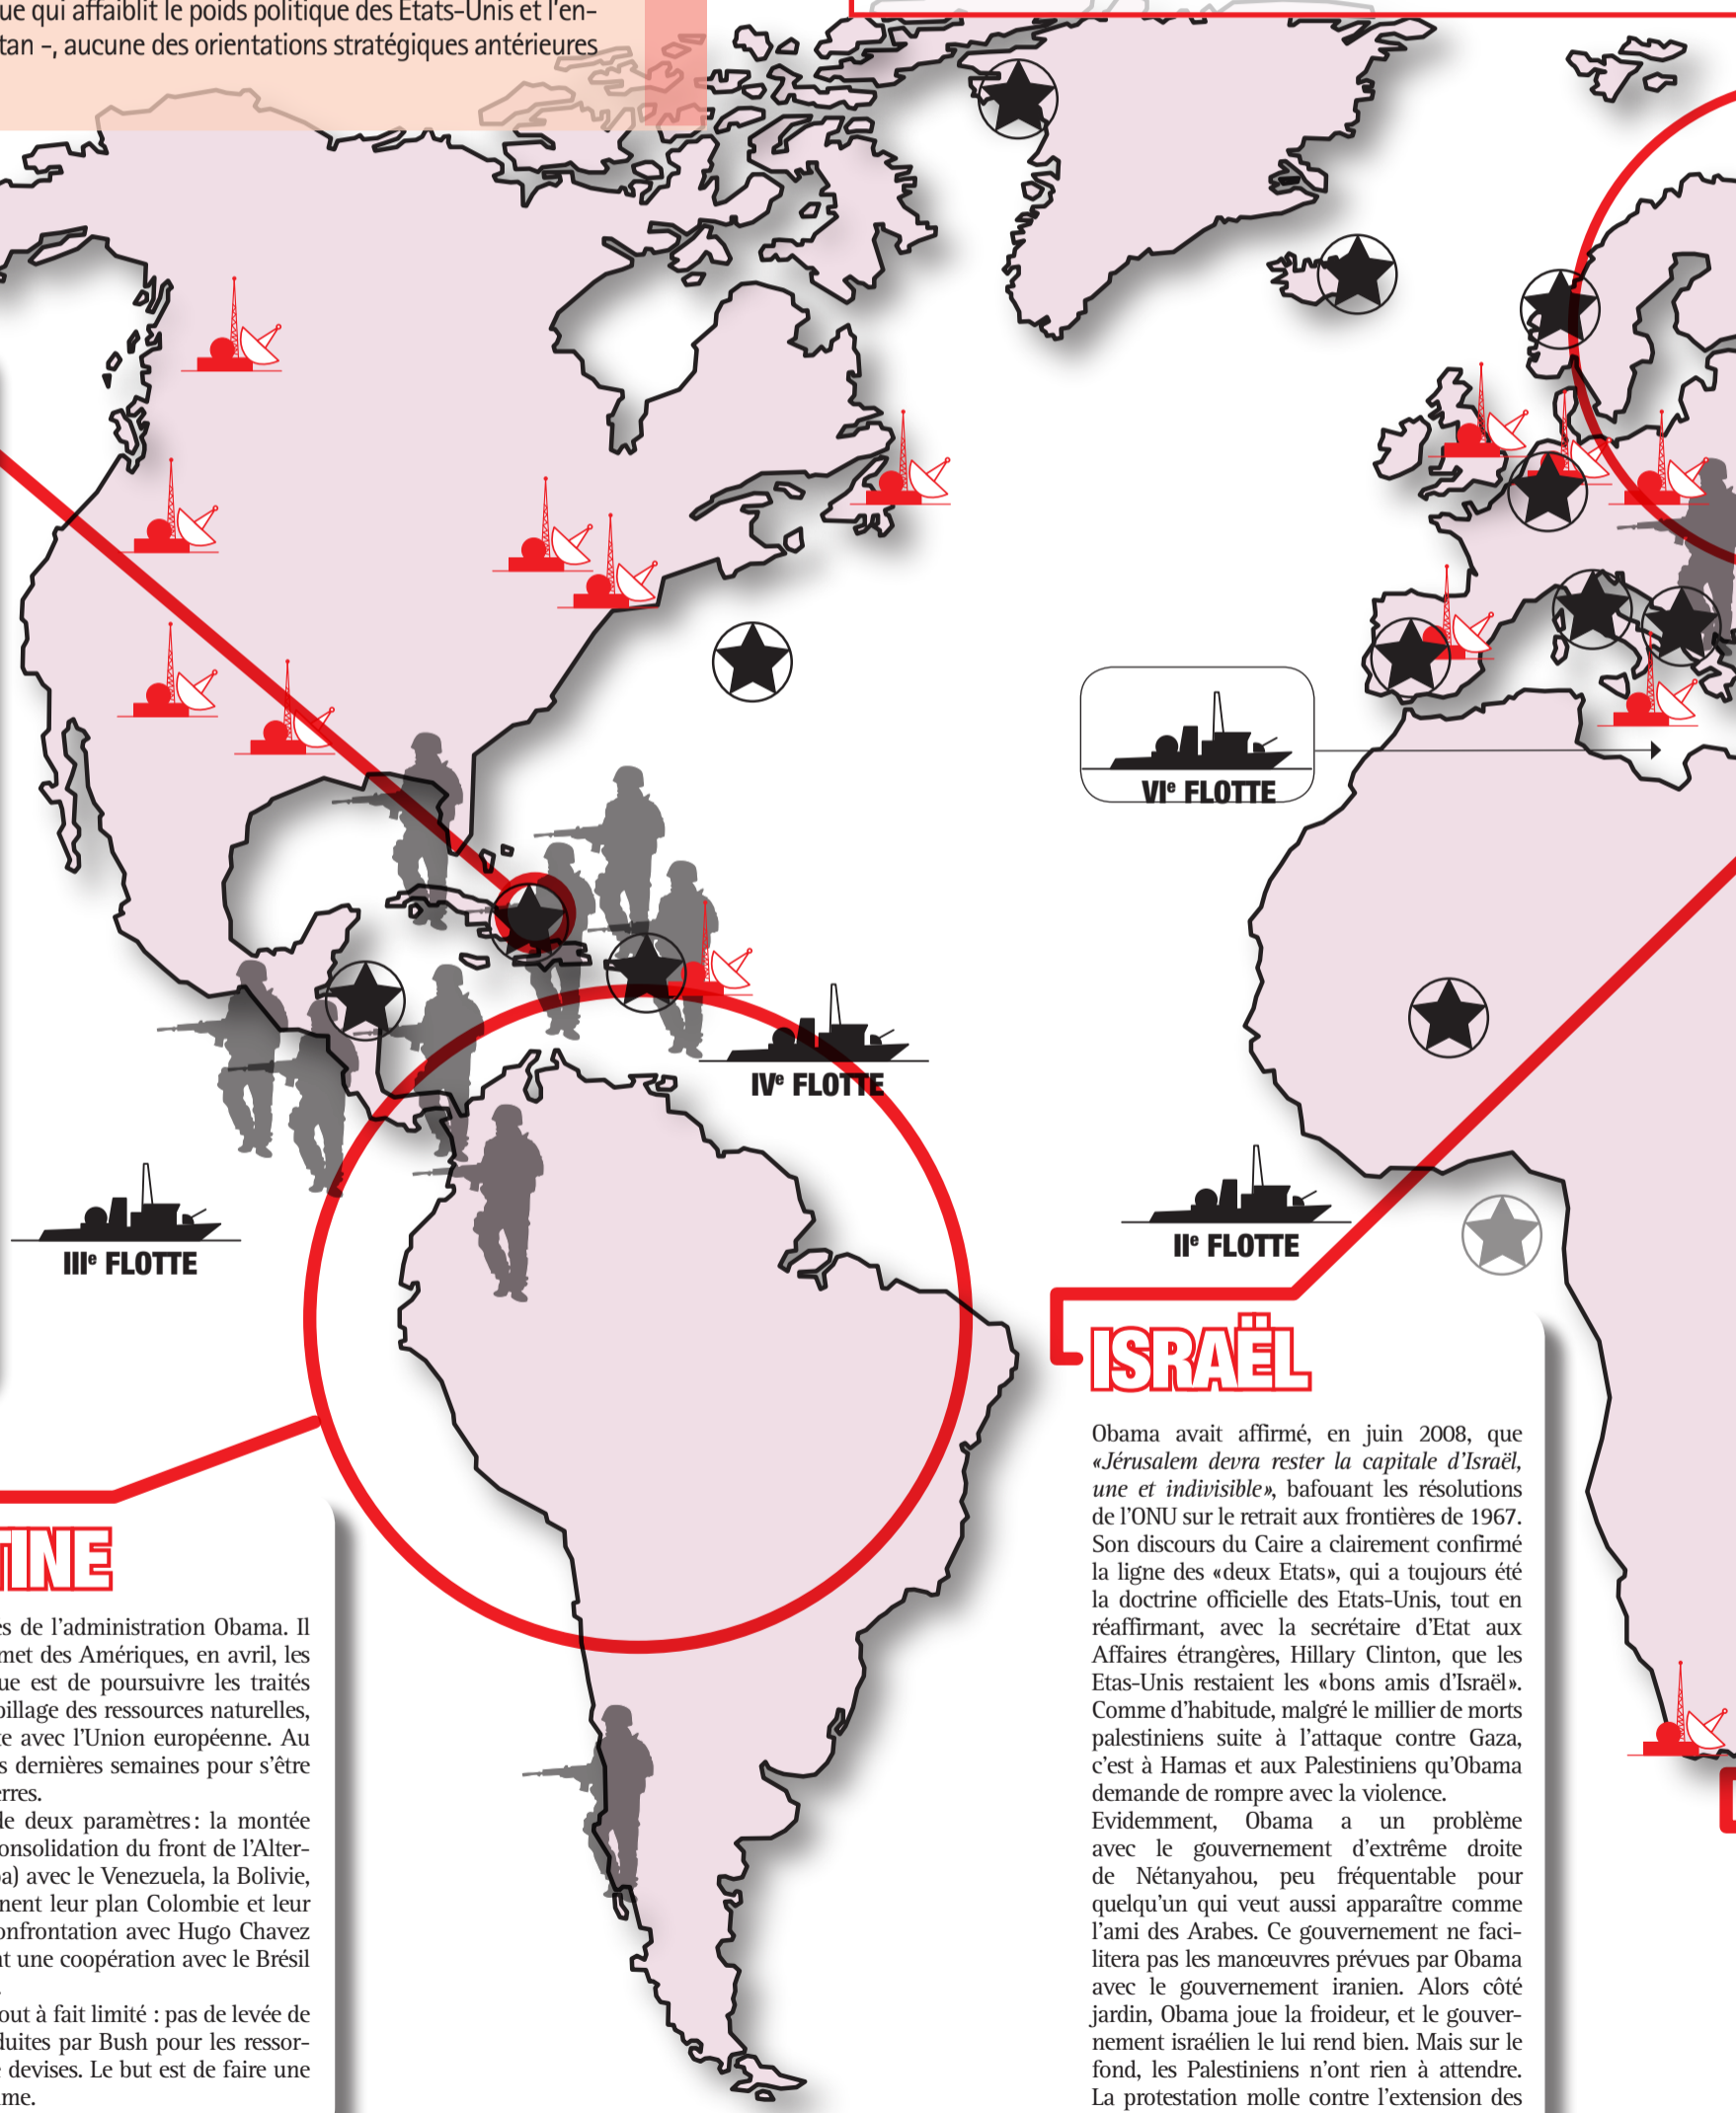 ue qui affaiblit le poids politique des Etats-Unis et l'en-
tan -, aucune des orientations stratégiques antérieures
VIe FLOTTE
IVe FLOTTE
IIIe FLOTTE
IIe FLOTTE
TINE
es de l'administration Obama. Il
met des Amériques, en avril, les
ue est de poursuivre les traités
pillage des ressources naturelles,
te avec l'Union européenne. Au
s dernières semaines pour s'être
erres.
de deux paramètres : la montée
onsolidation du front de l'Alter-
ba) avec le Venezuela, la Bolivie,
nent leur plan Colombie et leur
onfrontation avec Hugo Chavez
nt une coopération avec le Brésil
.
out à fait limité : pas de levée de
duites par Bush pour les ressor-
e devises. Le but est de faire une
me.
ISRAËL
Obama avait affirmé, en juin 2008, que
«Jérusalem devra rester la capitale d'Israël,
une et indivisible», bafouant les résolutions
de l'ONU sur le retrait aux frontières de 1967.
Son discours du Caire a clairement confirmé
la ligne des «deux Etats», qui a toujours été
la doctrine officielle des Etats-Unis, tout en
réaffirmant, avec la secrétaire d'Etat aux
Affaires étrangères, Hillary Clinton, que les
Etas-Unis restaient les «bons amis d'Israël».
Comme d'habitude, malgré le millier de morts
palestiniens suite à l'attaque contre Gaza,
c'est à Hamas et aux Palestiniens qu'Obama
demande de rompre avec la violence.
Evidemment, Obama a un problème
avec le gouvernement d'extrême droite
de Nétanyahou, peu fréquentable pour
quelqu'un qui veut aussi apparaître comme
l'ami des Arabes. Ce gouvernement ne faci-
litera pas les manœuvres prévues par Obama
avec le gouvernement iranien. Alors côté
jardin, Obama joue la froideur, et le gouver-
nement israélien le lui rend bien. Mais sur le
fond, les Palestiniens n'ont rien à attendre.
La protestation molle contre l'extension des